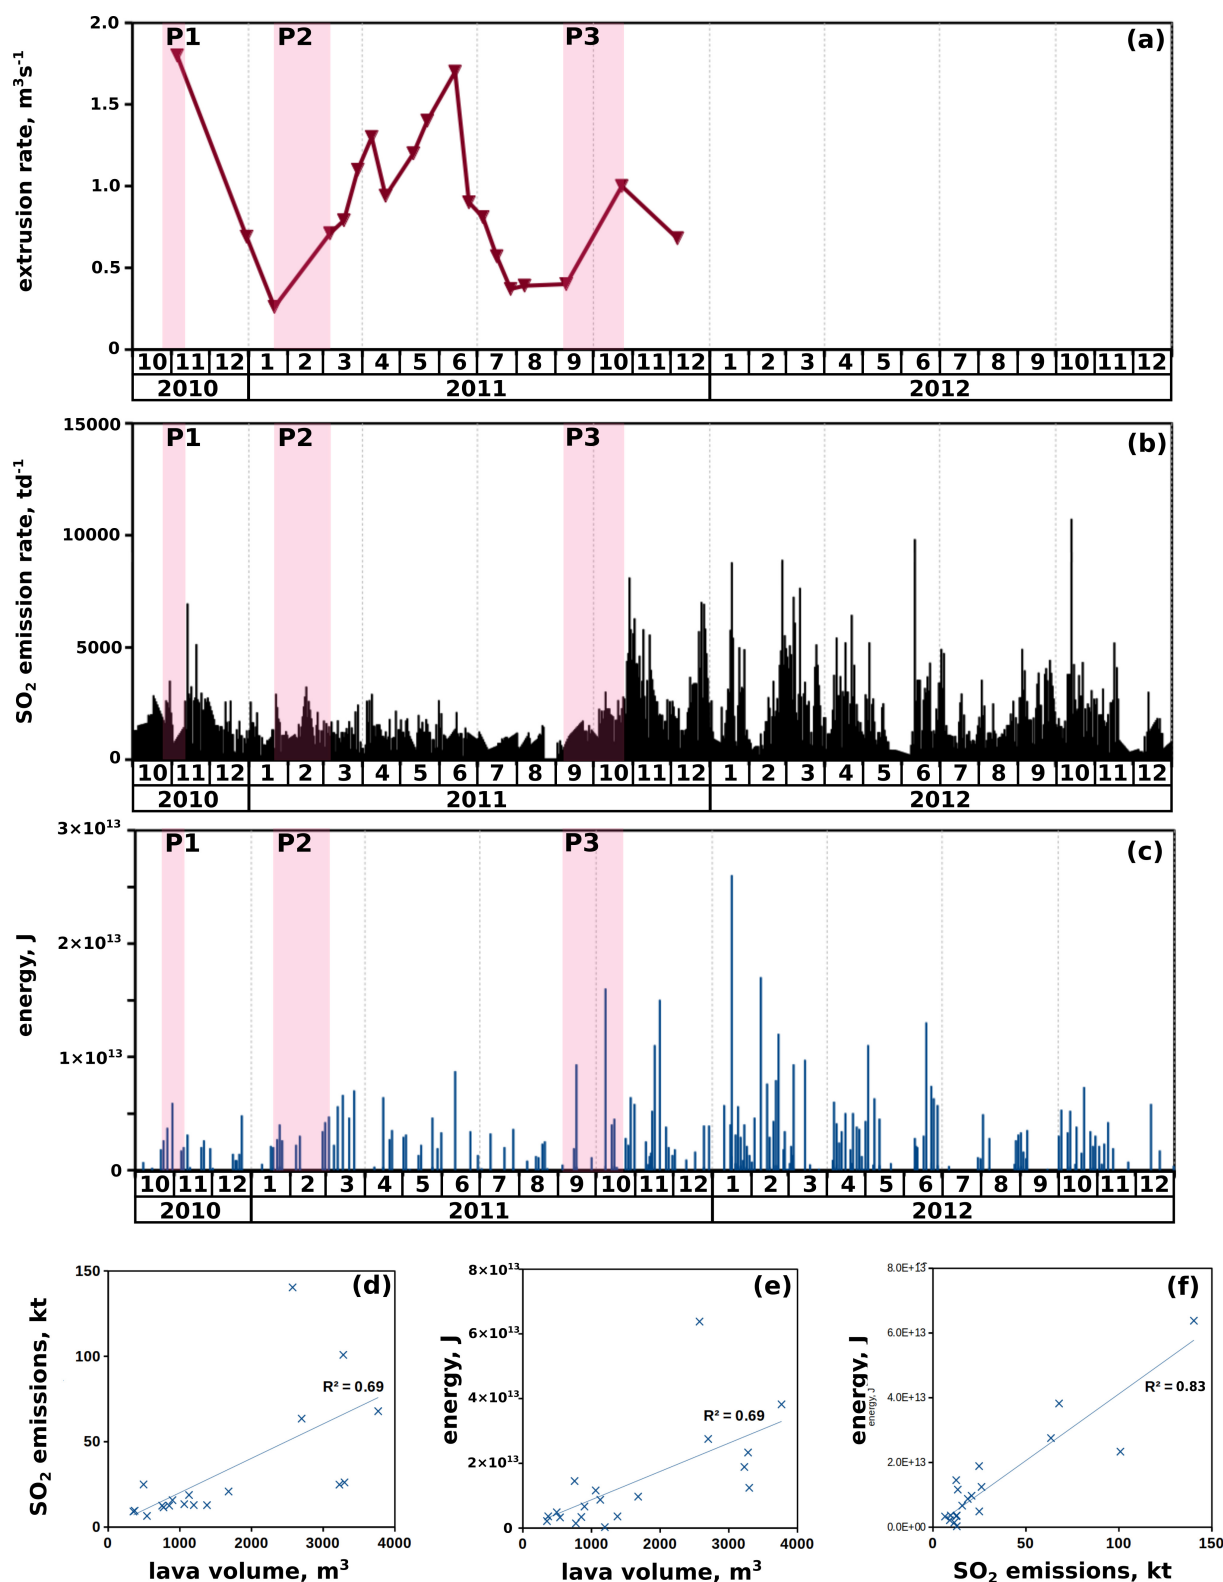 2.0
P1
P2
P3
(a)
1.5
1.0
0.5
0
extrusion rate, m³s⁻¹
10 11 12 1 2 3 4 5 6 7 8 9 10 11 12 1 2 3 4 5 6 7 8 9 10 11 12
2010 2011 2012
15000
P1
P2
P3
(b)
10000
5000
0
SO₂ emission rate, td⁻¹
10 11 12 1 2 3 4 5 6 7 8 9 10 11 12 1 2 3 4 5 6 7 8 9 10 11 12
2010 2011 2012
3×10¹³
P1
P2
P3
(c)
2×10¹³
1×10¹³
0
energy, J
10 11 12 1 2 3 4 5 6 7 8 9 10 11 12 1 2 3 4 5 6 7 8 9 10 11 12
2010 2011 2012
150
(d)
100
50
0
R² = 0.69
SO₂ emissions, kt
0 1000 2000 3000 4000
lava volume, m³
8×10¹³
(e)
6×10¹³
4×10¹³
2×10¹³
0
R² = 0.69
energy, J
0 1000 2000 3000 4000
lava volume, m³
8.0E+13
(f)
6.0E+13
4.0E+13
2.0E+13
0.0E+00
R² = 0.83
energy, J
energy, J
0 50 100 150
SO₂ emissions, kt